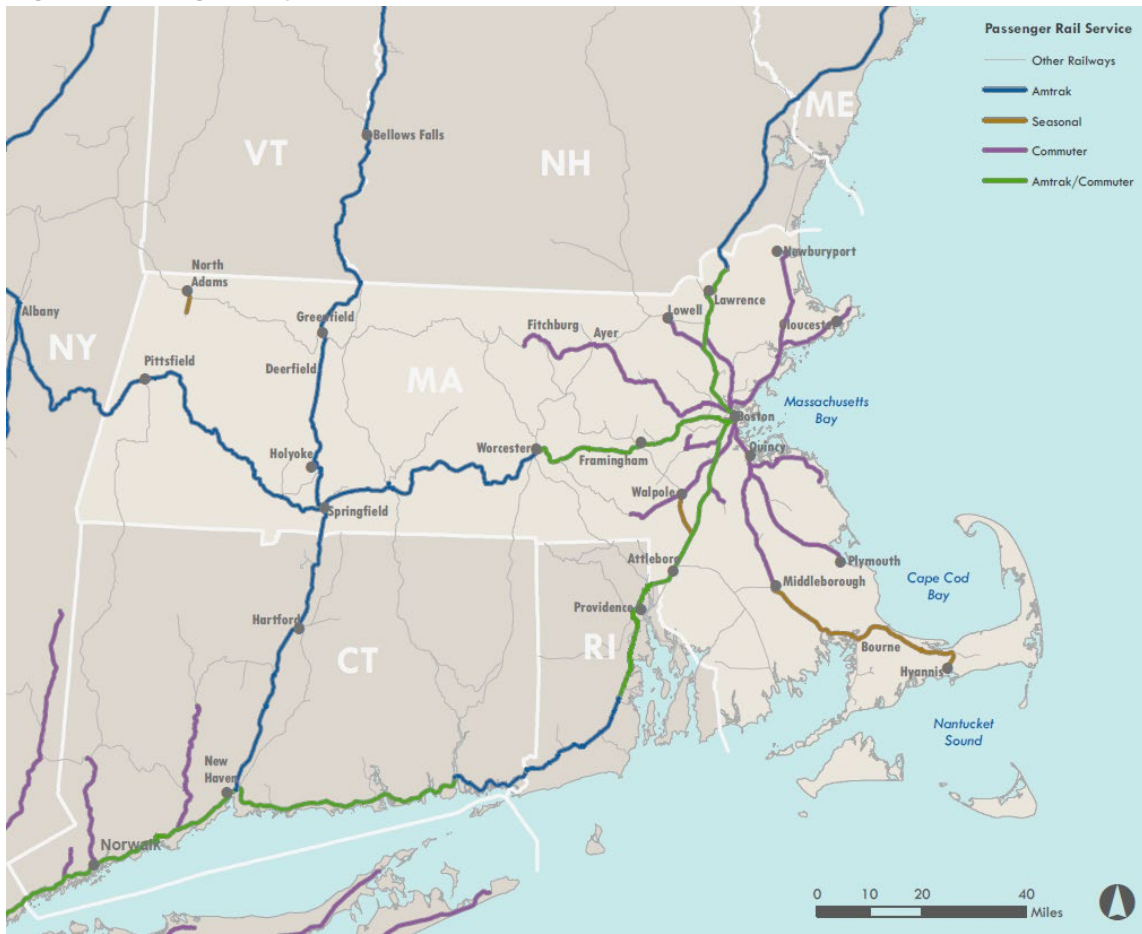 Passenger Rail Service
Other Railways
Amtrak
Seasonal
Commuter
Amtrak/Commuter
ME
VT
NH
Bellows Falls
North
Adams
Newburyport
Albany
Greenfield
Lawrence
Lowell
Gloucester
Fitchburg
Ayer
NY
Pittsfield
Deerfield
MA
Massachusetts
Bay
Boston
Worcester
Holyoke
Framingham
Quincy
Walpole
Springfield
Attleboro
Plymouth
Middleborough
Cape Cod
Bay
Providence
Hartford
CT
RI
Bourne
Hyannis
Nantucket
Sound
New
Haven
Norwalk
0 10 20 40
Miles